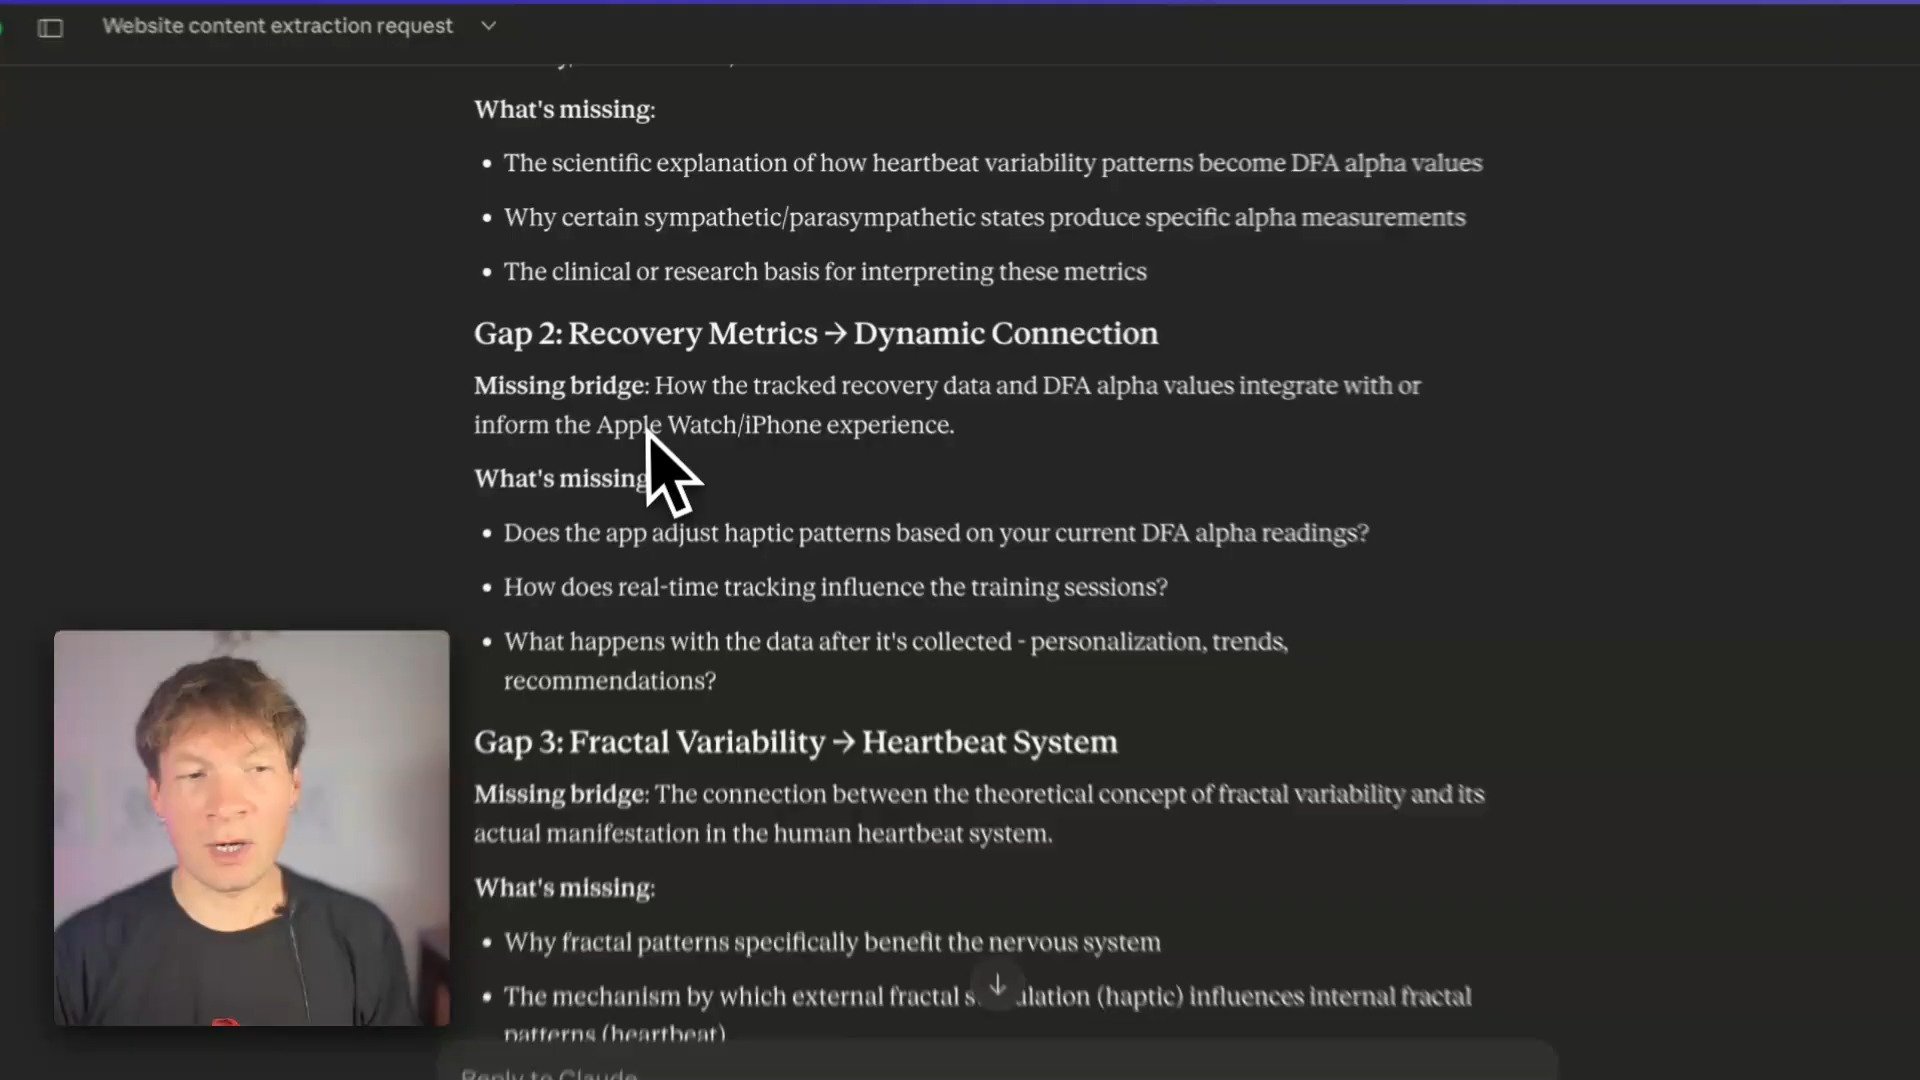 Website content extraction request
What's missing:
• The scientific explanation of how heartbeat variability patterns become DFA alpha values
• Why certain sympathetic/parasympathetic states produce specific alpha measurements
• The clinical or research basis for interpreting these metrics
Gap 2: Recovery Metrics → Dynamic Connection
Missing bridge: How the tracked recovery data and DFA alpha values integrate with or
inform the Apple Watch/iPhone experience.
What's missing
• Does the app adjust haptic patterns based on your current DFA alpha readings?
• How does real-time tracking influence the training sessions?
• What happens with the data after it's collected - personalization, trends,
recommendations?
Gap 3: Fractal Variability → Heartbeat System
Missing bridge: The connection between the theoretical concept of fractal variability and its
actual manifestation in the human heartbeat system.
What's missing:
• Why fractal patterns specifically benefit the nervous system
• The mechanism by which external fractal (haptic) influences internal fractal
patterns (heartbeat)
Reply to Claude